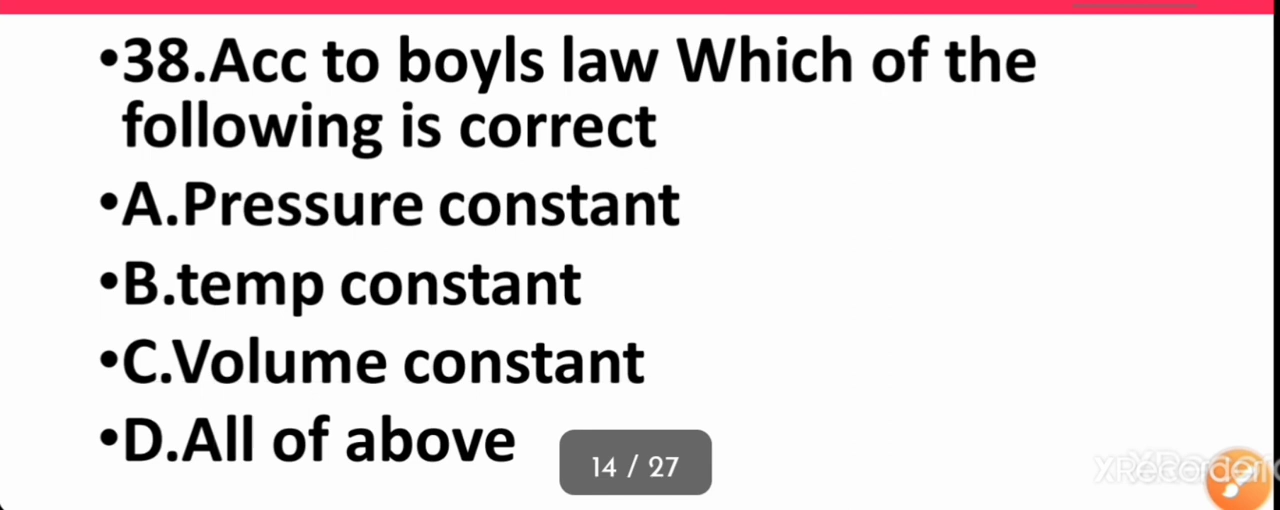 •38.Acc to boyls law Which of the
following is correct
•A.Pressure constant
•B.temp constant
•C.Volume constant
•D.All of above
14 / 27
XRecorder